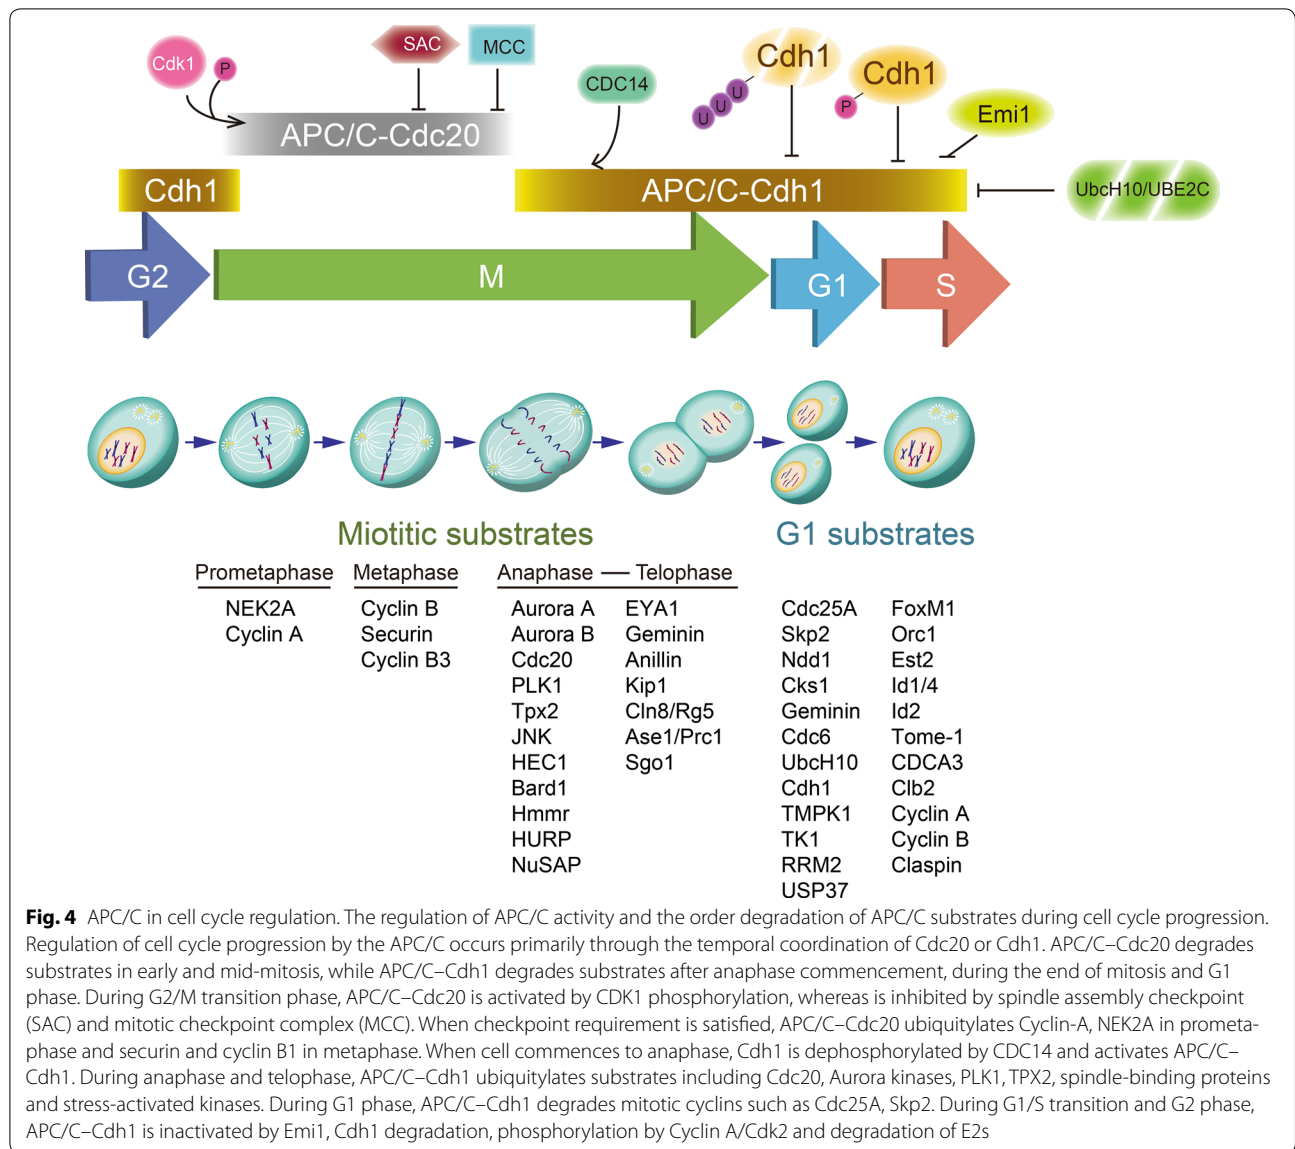 Cdk1
P
SAC
MCC
APC/C-Cdc20
CDC14
U U U
Cdh1
P
Cdh1
Emi1
UbcH10/UBE2C
Cdh1
APC/C-Cdh1
G2
M
G1
S
Miotitic substrates
G1 substrates
Prometaphase
NEK2A
Cyclin A
Metaphase
Cyclin B
Securin
Cyclin B3
Anaphase — Telophase
Aurora A
Aurora B
Cdc20
PLK1
Tpx2
JNK
HEC1
Bard1
Hmmr
HURP
NuSAP
EYA1
Geminin
Anillin
Kip1
Cln8/Rg5
Ase1/Prc1
Sgo1
Cdc25A
Skp2
Ndd1
Cks1
Geminin
Cdc6
UbcH10
Cdh1
TMPK1
TK1
RRM2
USP37
FoxM1
Orc1
Est2
Id1/4
Id2
Tome-1
CDCA3
Clb2
Cyclin A
Cyclin B
Claspin
Fig. 4 APC/C in cell cycle regulation. The regulation of APC/C activity and the order degradation of APC/C substrates during cell cycle progression.
Regulation of cell cycle progression by the APC/C occurs primarily through the temporal coordination of Cdc20 or Cdh1. APC/C–Cdc20 degrades
substrates in early and mid-mitosis, while APC/C–Cdh1 degrades substrates after anaphase commencement, during the end of mitosis and G1
phase. During G2/M transition phase, APC/C–Cdc20 is activated by CDK1 phosphorylation, whereas is inhibited by spindle assembly checkpoint
(SAC) and mitotic checkpoint complex (MCC). When checkpoint requirement is satisfied, APC/C–Cdc20 ubiquitylates Cyclin-A, NEK2A in prometa-
phase and securin and cyclin B1 in metaphase. When cell commences to anaphase, Cdh1 is dephosphorylated by CDC14 and activates APC/C–
Cdh1. During anaphase and telophase, APC/C–Cdh1 ubiquitylates substrates including Cdc20, Aurora kinases, PLK1, TPX2, spindle-binding proteins
and stress-activated kinases. During G1 phase, APC/C–Cdh1 degrades mitotic cyclins such as Cdc25A, Skp2. During G1/S transition and G2 phase,
APC/C–Cdh1 is inactivated by Emi1, Cdh1 degradation, phosphorylation by Cyclin A/Cdk2 and degradation of E2s